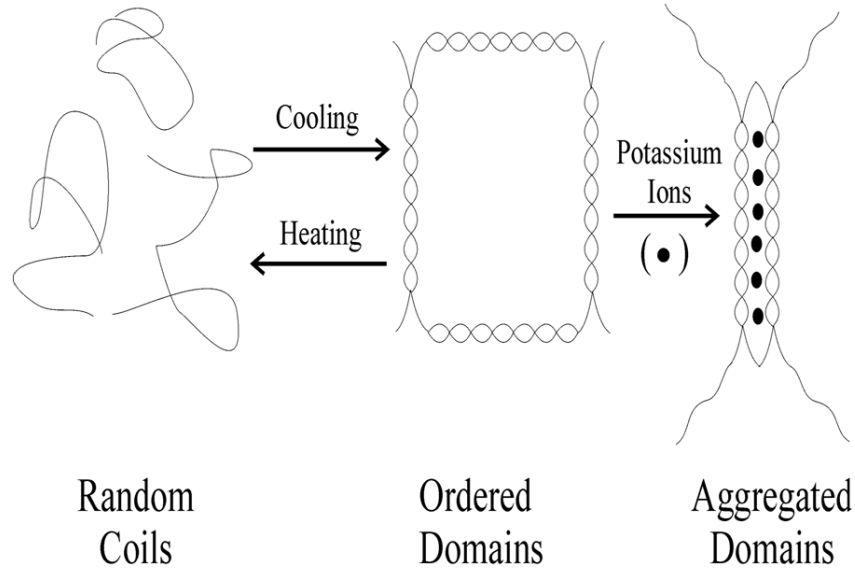 Cooling
Heating
Potassium
Ions
(●)
Random
Coils
Ordered
Domains
Aggregated
Domains